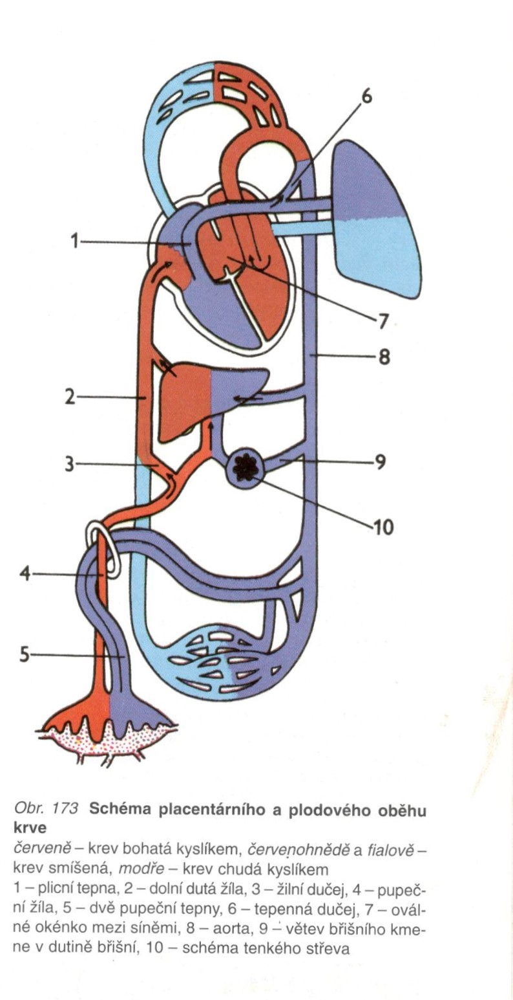 6
1
7
8
2
3
9
10
4
5
Obr. 173 Schéma placentárního a plodového oběhu
krve
červeně – krev bohatá kyslíkem, červenohnědě a fialově –
krev smíšená, modře – krev chudá kyslíkem
1 – plicní tepna, 2 – dolní dutá žíla, 3 – žilní dučej, 4 – pupeč-
ní žíla, 5 – dvě pupeční tepny, 6 – tepenná dučej, 7 – ovál-
né okénko mezi síněmi, 8 – aorta, 9 – větev břišního kme-
ne v dutině břišní, 10 – schéma tenkého střeva